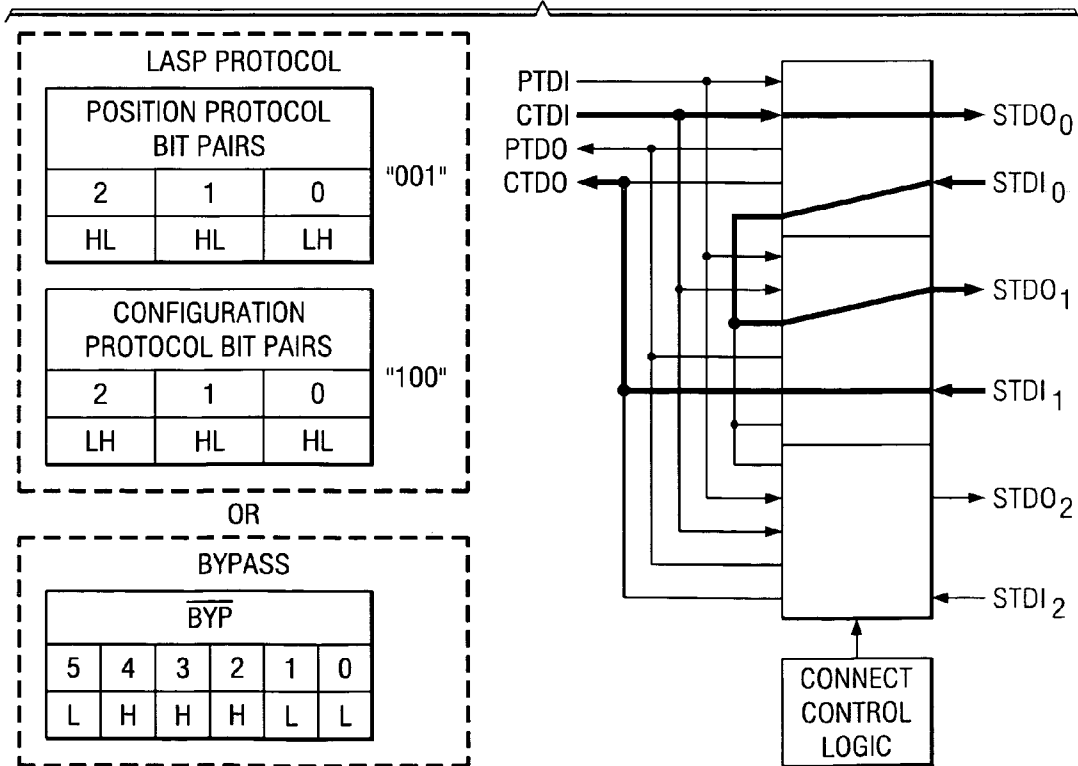 LASP PROTOCOL
POSITION PROTOCOL
BIT PAIRS
2 1 0
HL HL LH
"001"
CONFIGURATION
PROTOCOL BIT PAIRS
2 1 0
LH HL HL
"100"
OR
BYPASS
BYP
5 4 3 2 1 0
L H H H L L
PTDI
CTDI
PTDO
CTDO
STDO0
STDI0
STDO1
STDI1
STDO2
STDI2
CONNECT
CONTROL
LOGIC